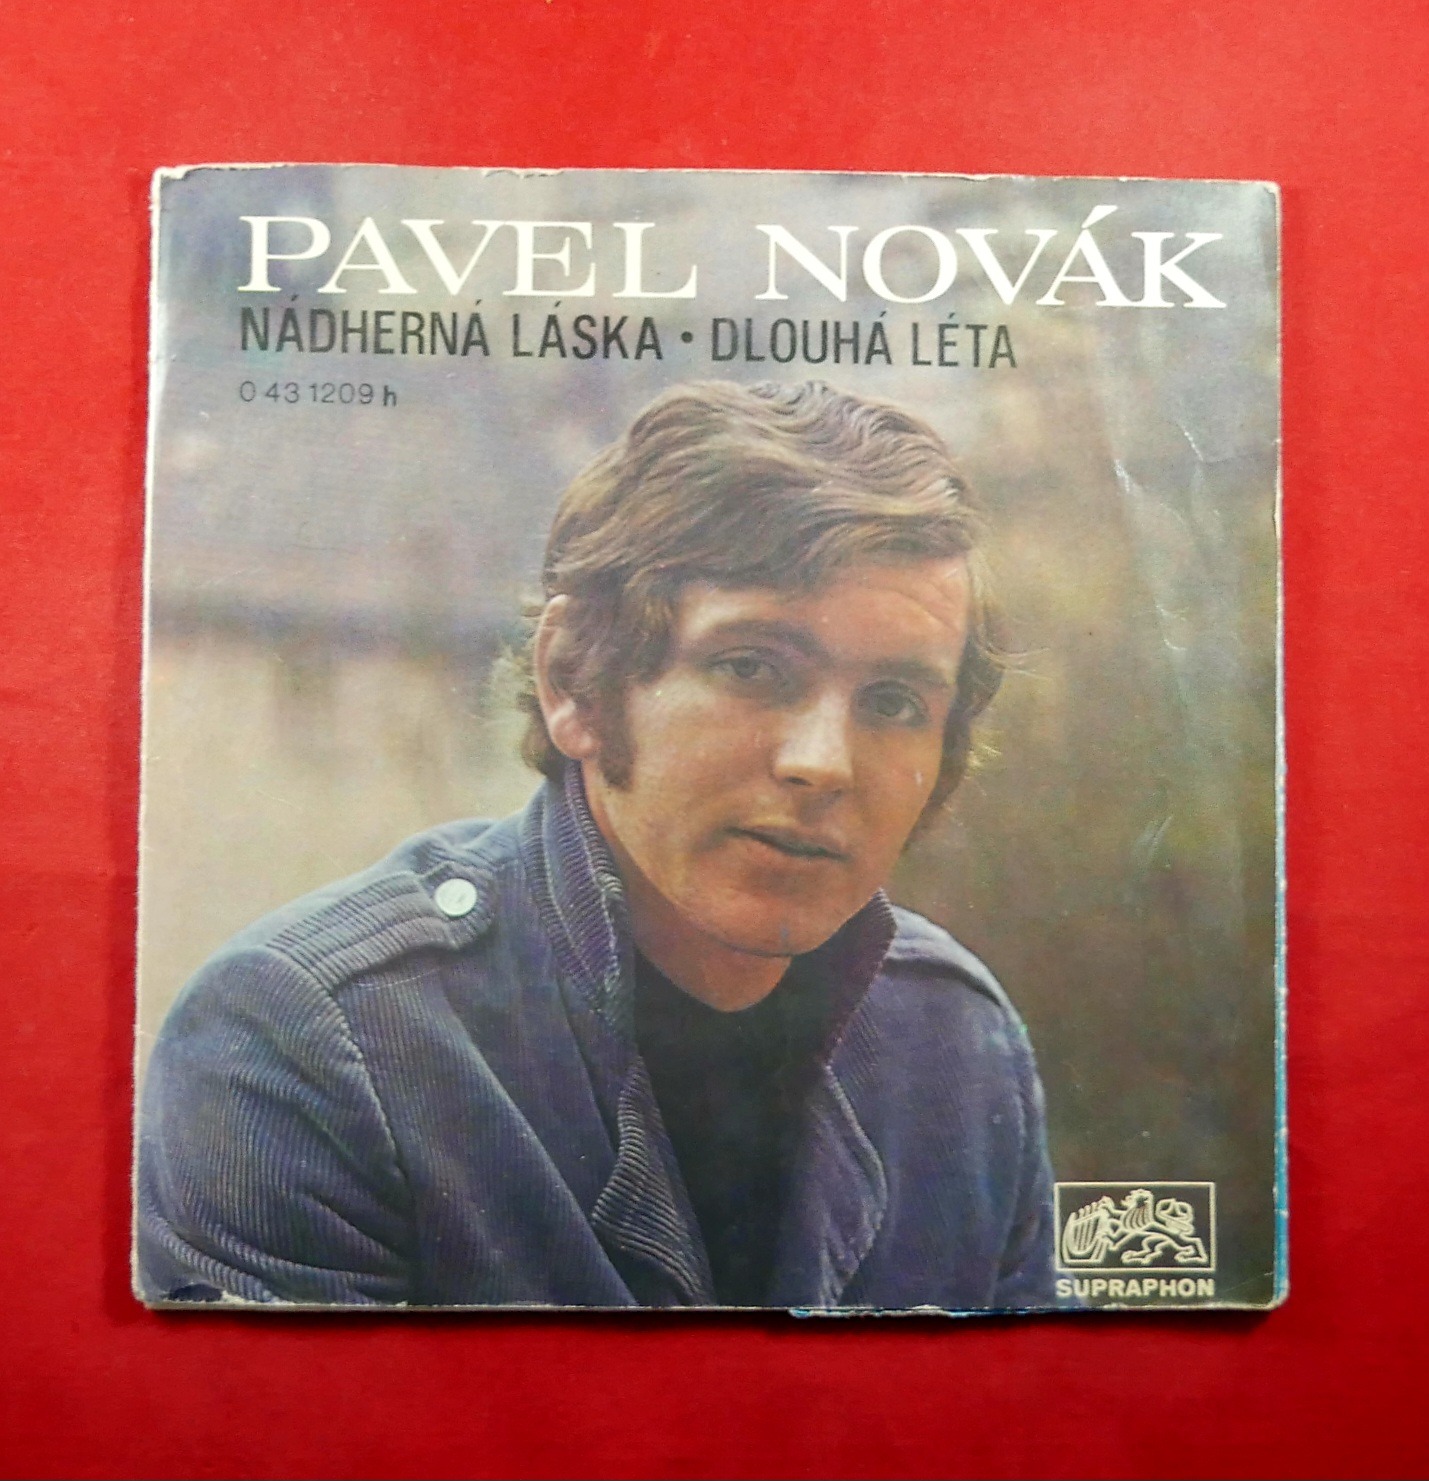 PAVEL NOVÁK
NÁDHERNÁ LÁSKA • DLOUHÁ LÉTA
0 43 1209 h
SUPRAPHON